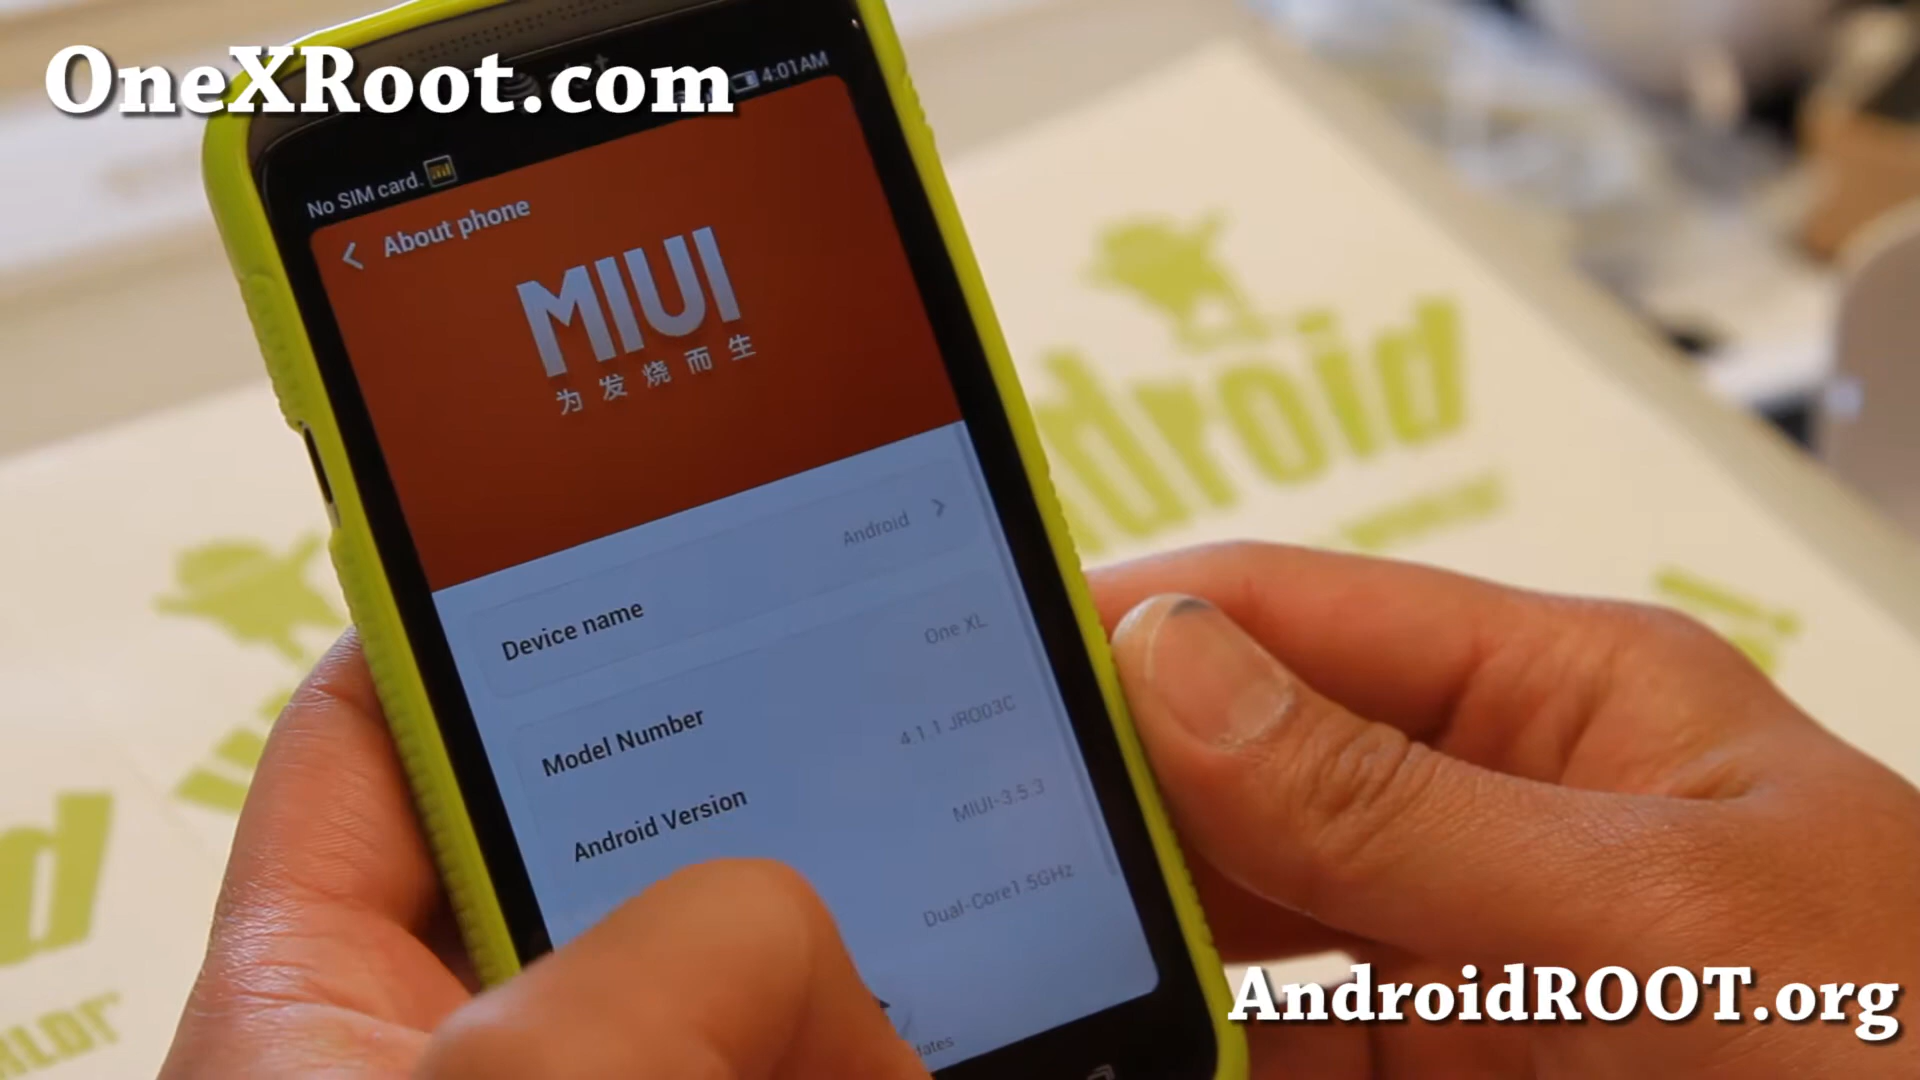 OneXRoot.com
4:01AM
No SIM card.
About phone
MIUI
为发烧而生
Device name
Android
Model Number
One XL
Android Version
4.1.1 JRO03C
MIUI-3.5.3
Dual-Core1.5GHz
AndroidROOT.org